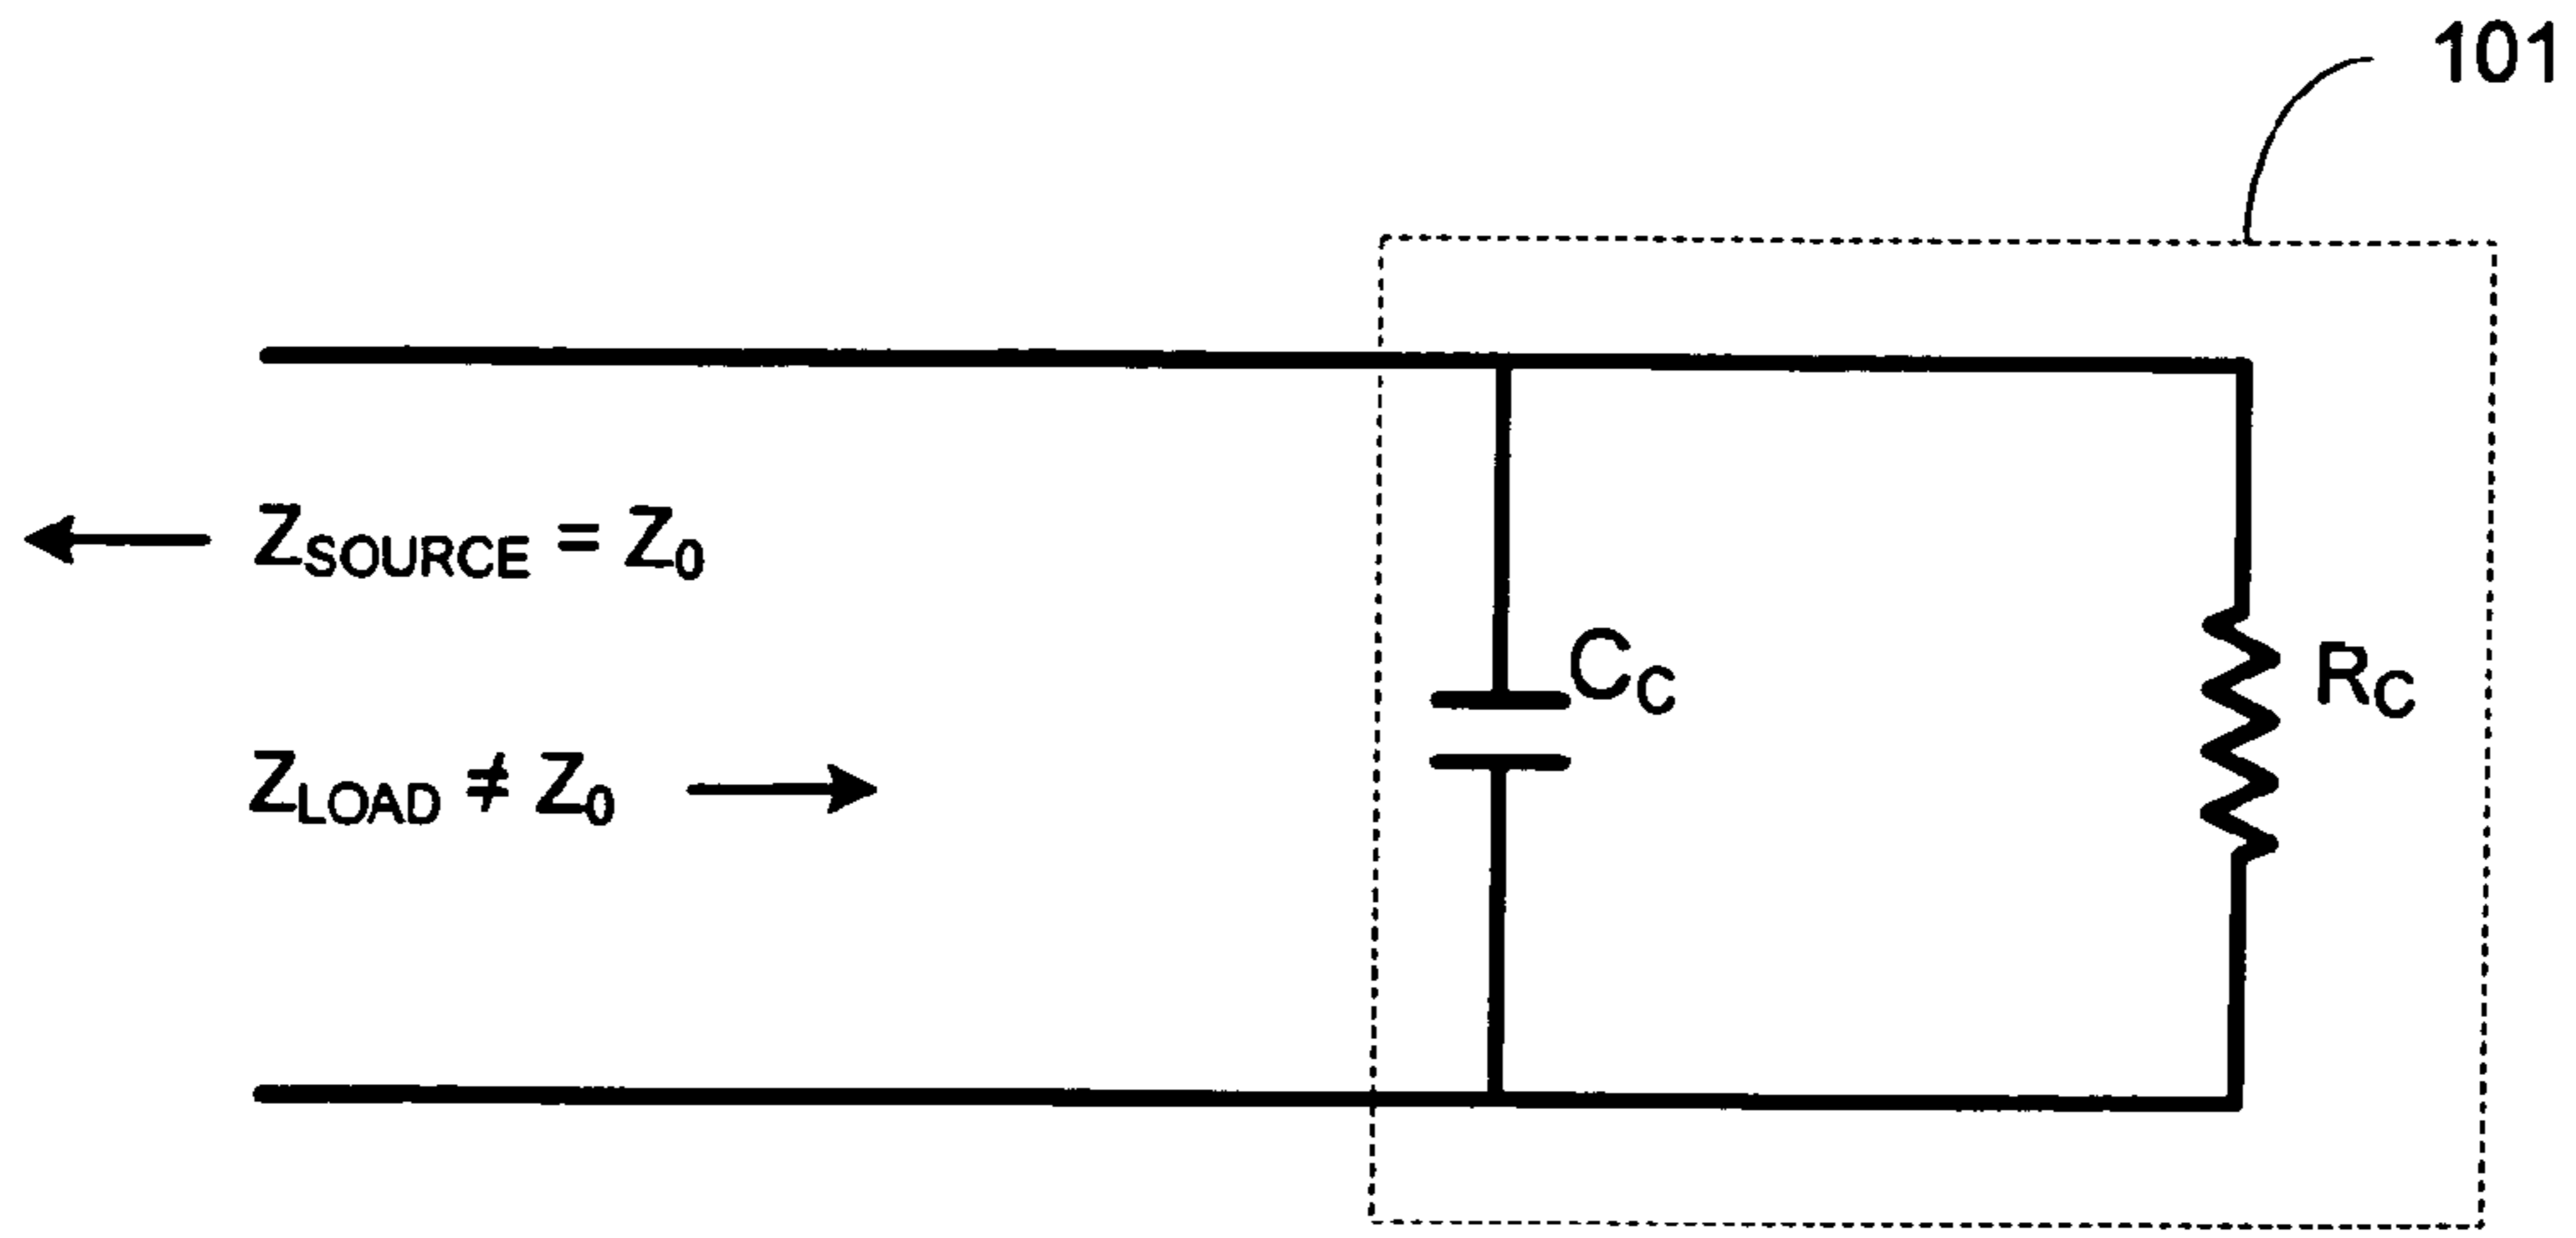 101
Z_SOURCE = Z_0
C_C
R_C
Z_LOAD ≠ Z_0